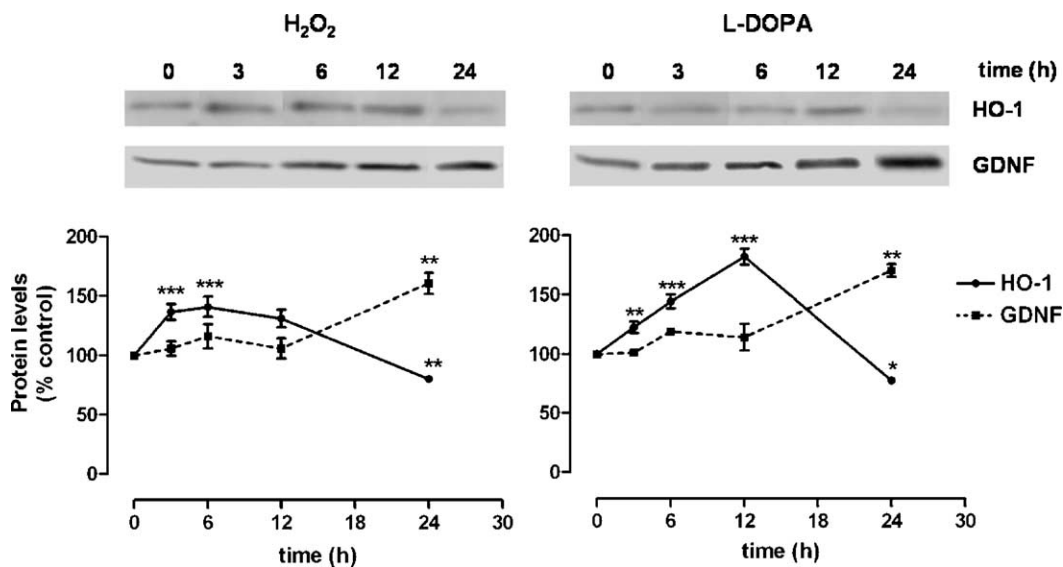 H₂O₂
L-DOPA
0 3 6 12 24
0 3 6 12 24
time (h)
HO-1
GDNF
Protein levels
(% control)
200
150
100
50
0
***
***
**
**
0 6 12 18 24 30
time (h)
200
150
100
50
0
**
***
***
**
*
0 6 12 18 24 30
time (h)
HO-1
GDNF